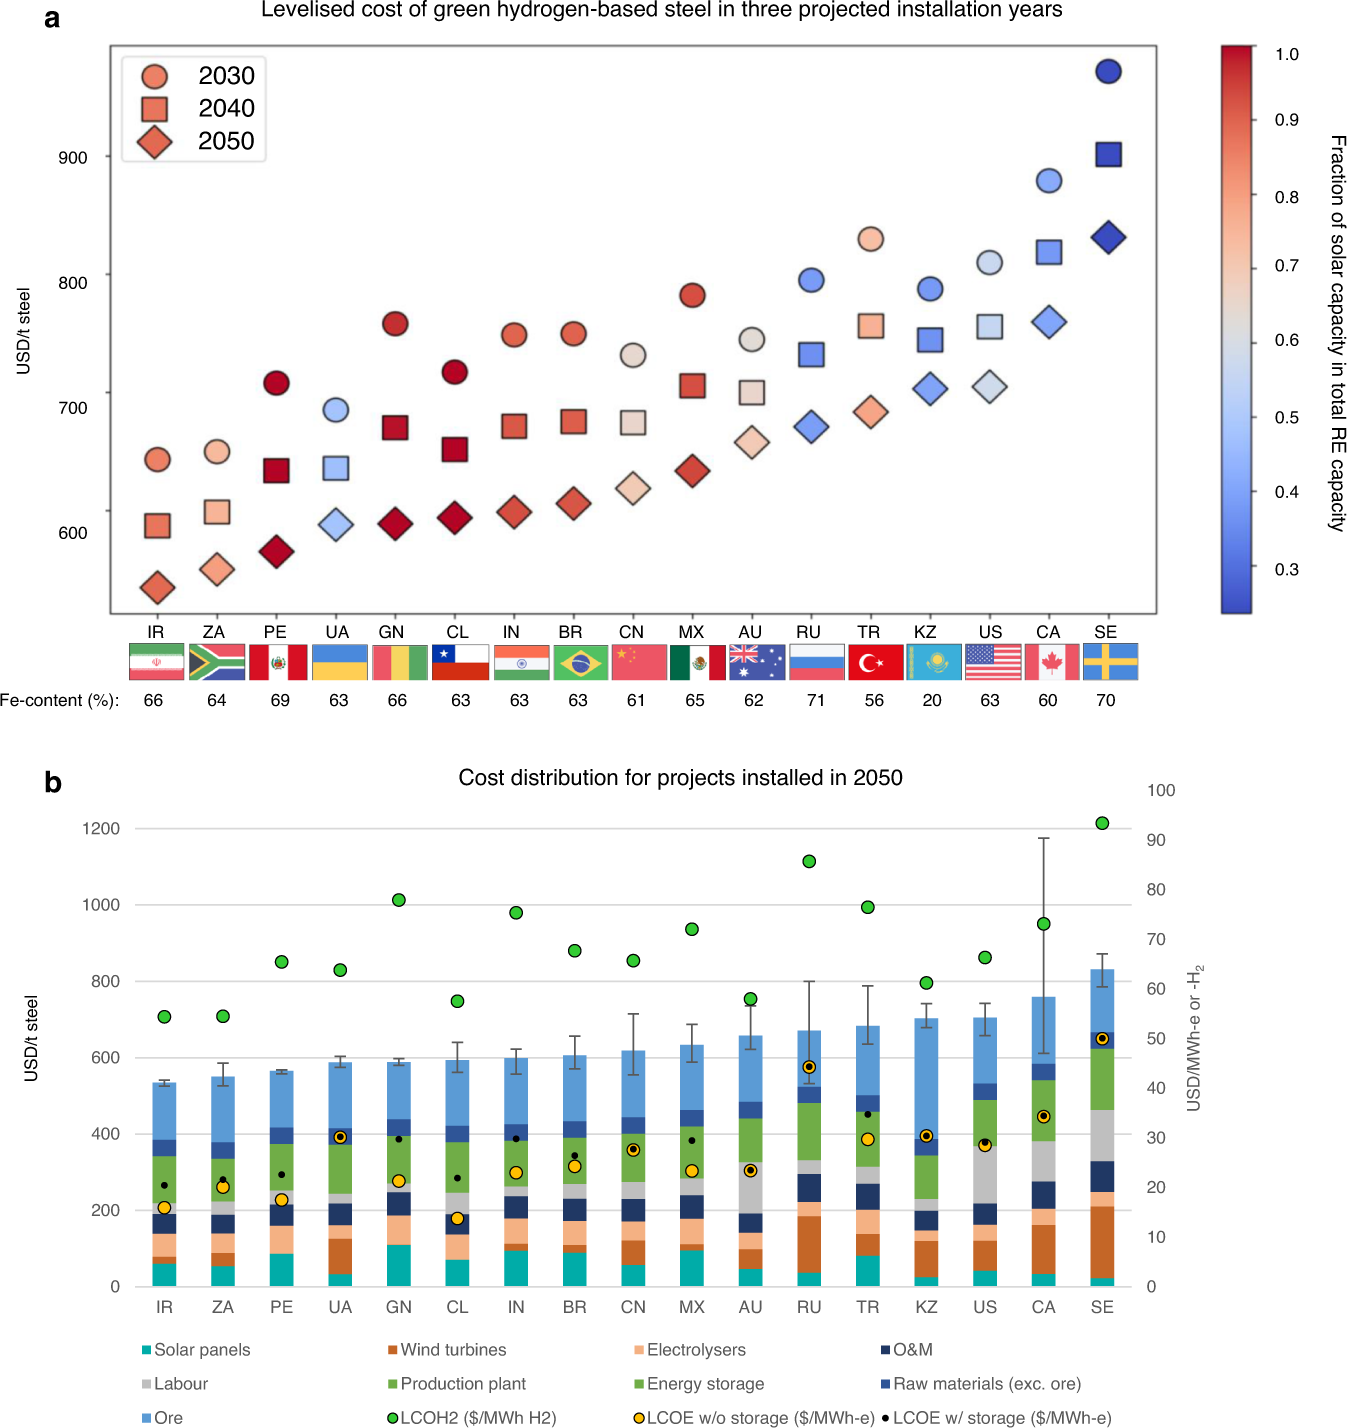 a
Levelised cost of green hydrogen-based steel in three projected installation years
2030
2040
2050
900
800
700
600
USD/t steel
1.0
0.9
0.8
0.7
0.6
0.5
0.4
0.3
Fraction of solar capacity in total RE capacity
IR ZA PE UA GN CL IN BR CN MX AU RU TR KZ US CA SE
Fe-content (%): 66 64 69 63 66 63 63 63 61 65 62 71 56 20 63 60 70
b
Cost distribution for projects installed in 2050
1200
1000
800
600
400
200
0
USD/t steel
100
90
80
70
60
50
40
30
20
10
0
USD/MWh-e or -H₂
IR ZA PE UA GN CL IN BR CN MX AU RU TR KZ US CA SE
Solar panels Wind turbines Electrolysers O&M
Labour Production plant Energy storage Raw materials (exc. ore)
Ore LCOH2 ($/MWh H2) LCOE w/o storage ($/MWh-e) LCOE w/ storage ($/MWh-e)